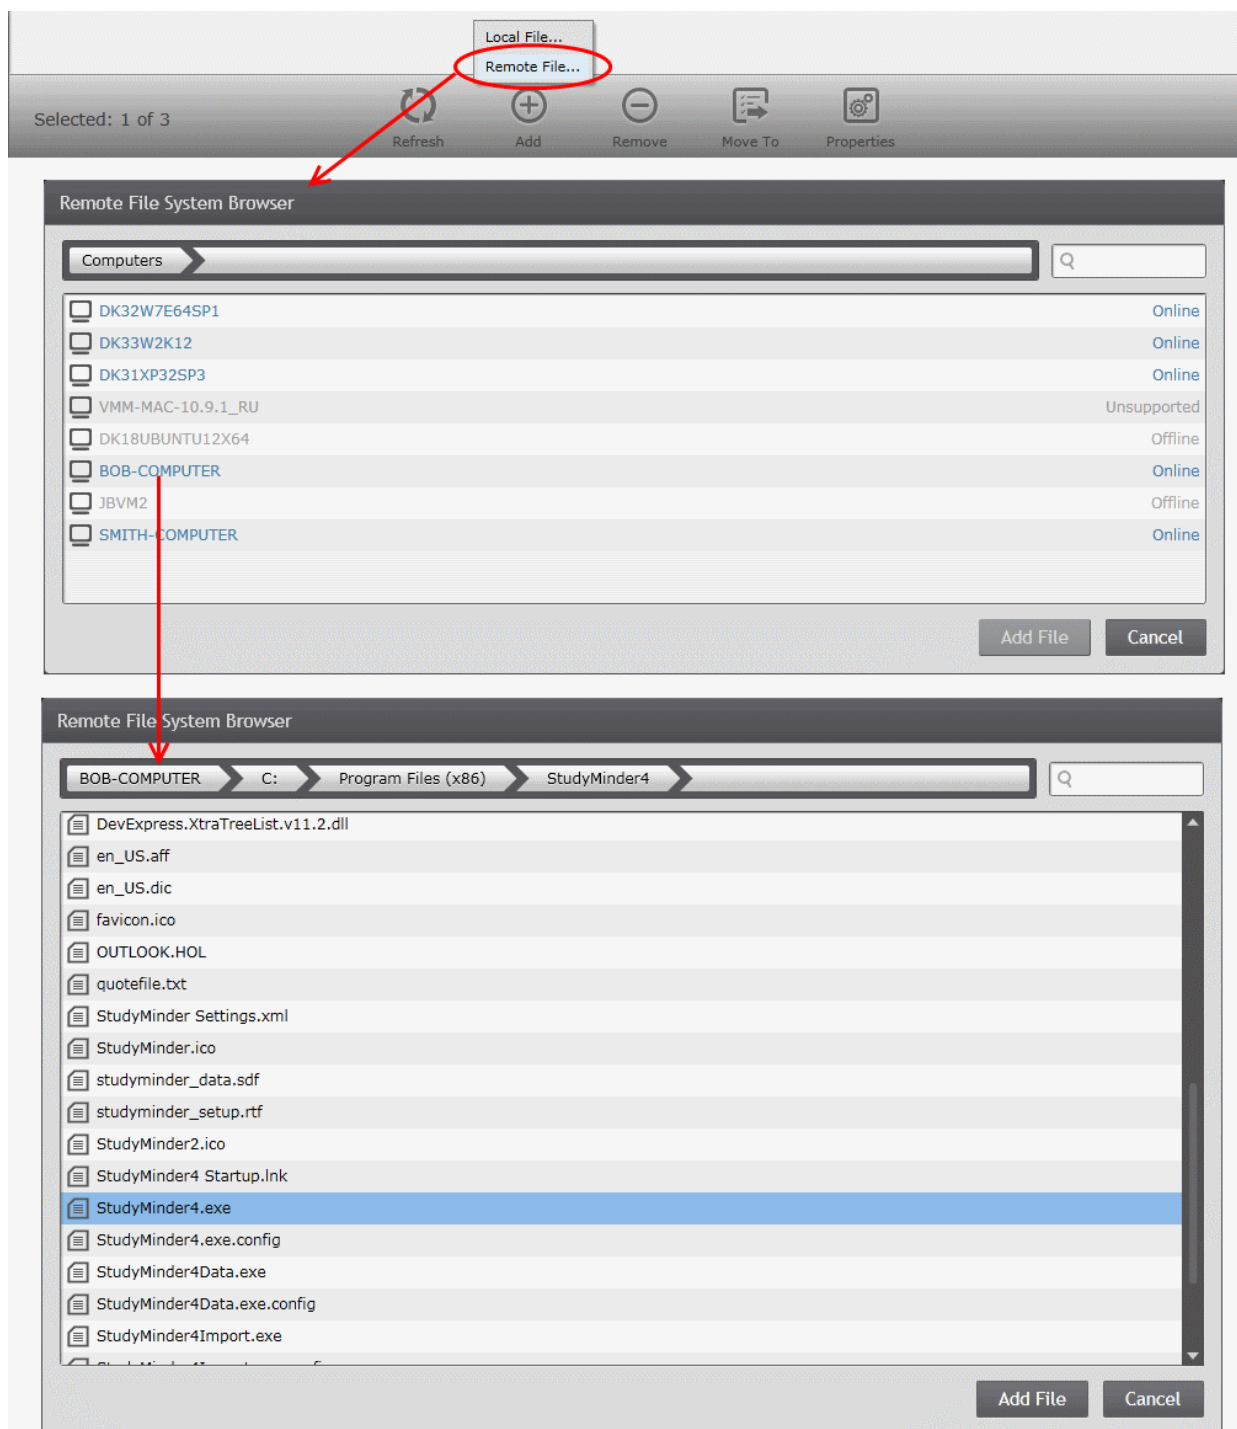 Local File...
Remote File...
Selected: 1 of 3
Refresh Add Remove Move To Properties
Remote File System Browser
Computers
DK32W7E64SP1 Online
DK33W2K12 Online
DK31XP32SP3 Online
VMM-MAC-10.9.1_RU Unsupported
DK18UBUNTU12X64 Offline
BOB-COMPUTER Online
JBVM2 Offline
SMITH-COMPUTER Online
Add File Cancel
Remote File System Browser
BOB-COMPUTER C: Program Files (x86) StudyMinder4
DevExpress.XtraTreeList.v11.2.dll
en_US.aff
en_US.dic
favicon.ico
OUTLOOK.HOL
quotefile.txt
StudyMinder Settings.xml
StudyMinder.ico
studyminder_data.sdf
studyminder_setup.rtf
StudyMinder2.ico
StudyMinder4 Startup.lnk
StudyMinder4.exe
StudyMinder4.exe.config
StudyMinder4Data.exe
StudyMinder4Data.exe.config
StudyMinder4Import.exe
Add File Cancel